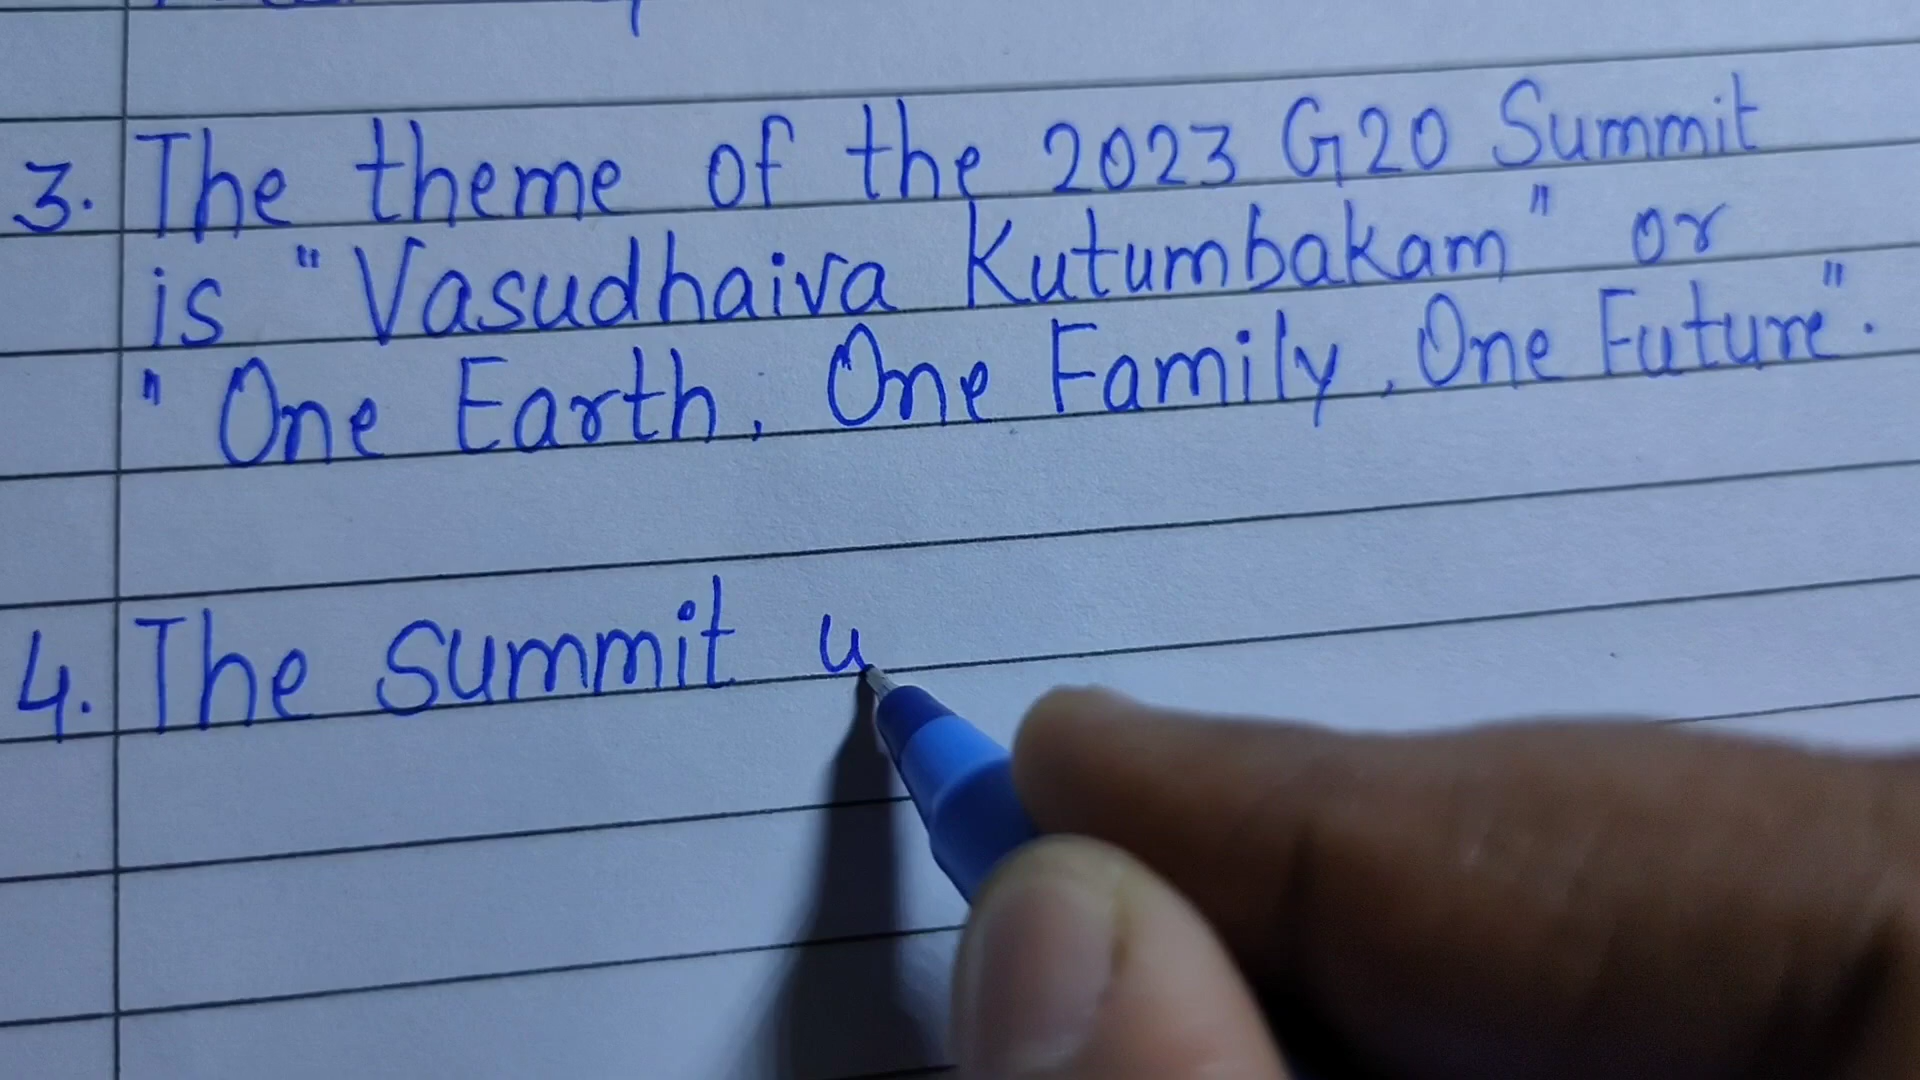 3. The theme of the 2023 G20 Summit
is "Vasudhaiva Kutumbakam" or
"One Earth, One Family, One Future".
4. The Summit